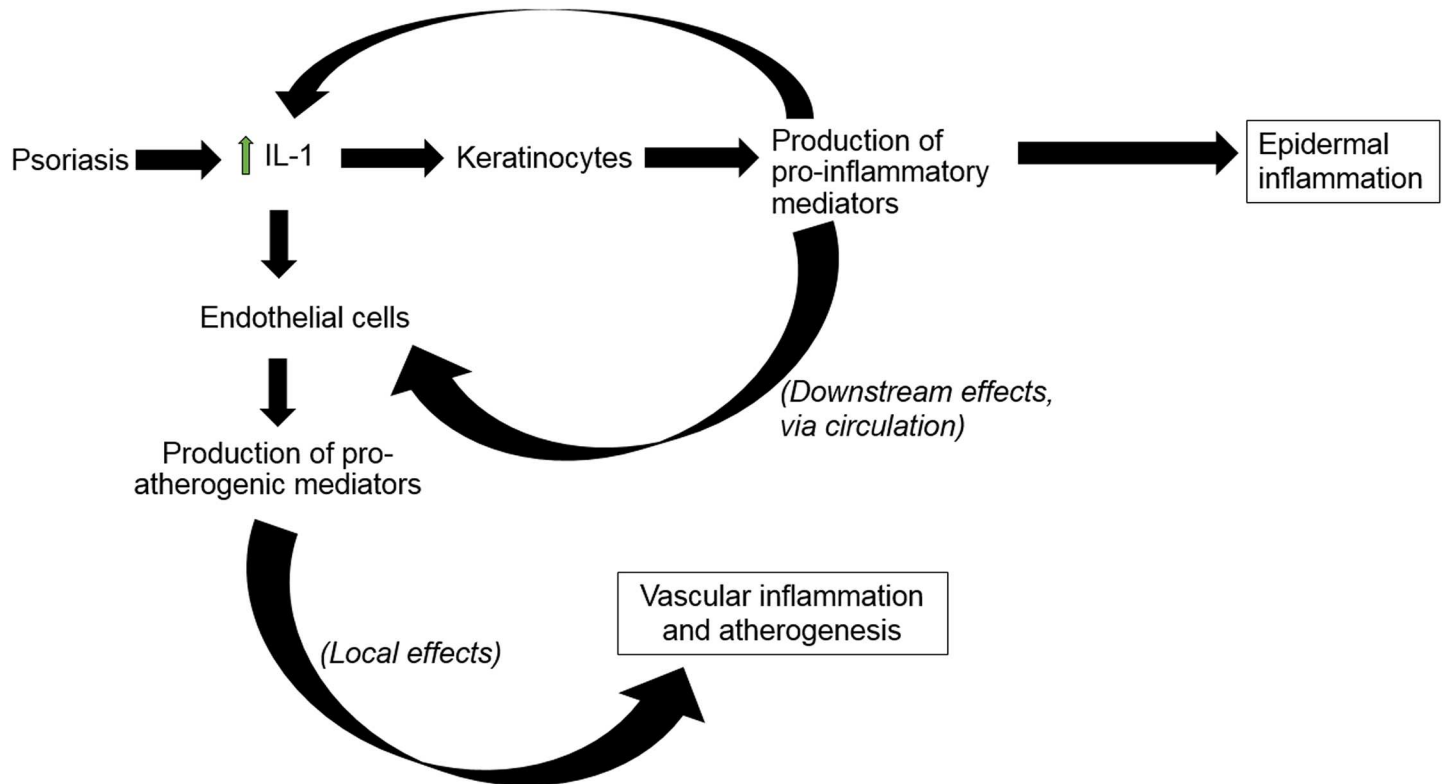 Psoriasis
IL-1
Keratinocytes
Production of
pro-inflammatory
mediators
Epidermal
inflammation
Endothelial cells
(Downstream effects,
via circulation)
Production of pro-
atherogenic mediators
Vascular inflammation
and atherogenesis
(Local effects)